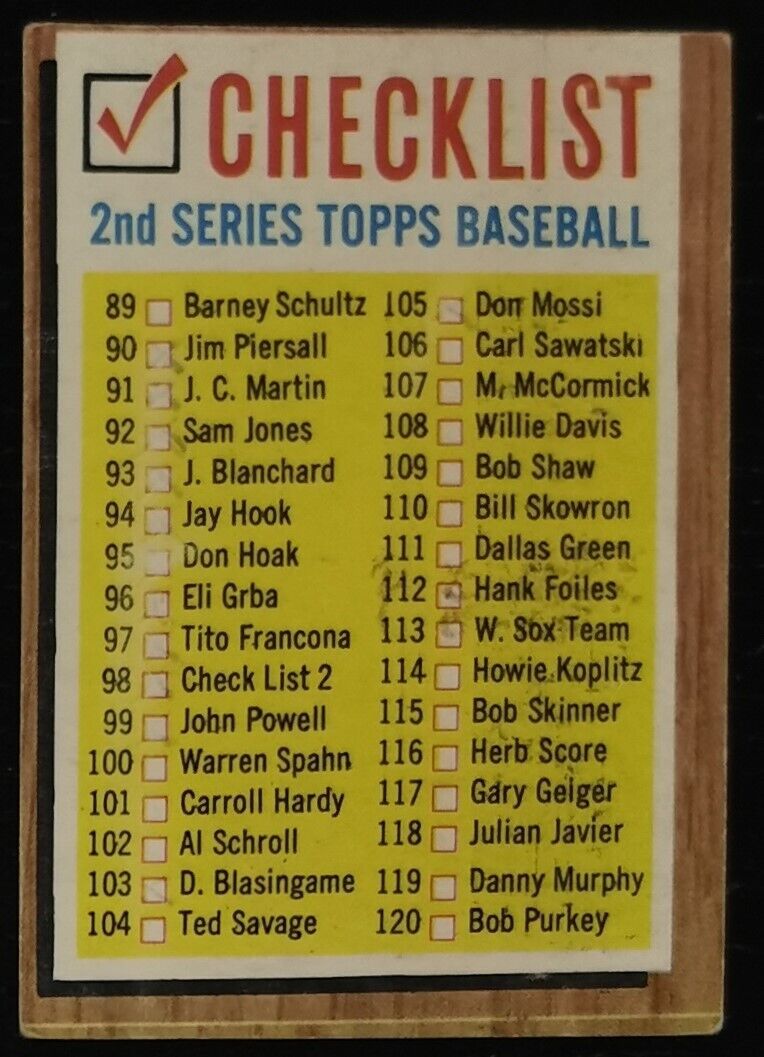 CHECKLIST
2nd SERIES TOPPS BASEBALL
89 Barney Schultz
90 Jim Piersall
91 J. C. Martin
92 Sam Jones
93 J. Blanchard
94 Jay Hook
95 Don Hoak
96 Eli Grba
97 Tito Francona
98 Check List 2
99 John Powell
100 Warren Spahn
101 Carroll Hardy
102 Al Schroll
103 D. Blasingame
104 Ted Savage
105 Don Mossi
106 Carl Sawatski
107 M. McCormick
108 Willie Davis
109 Bob Shaw
110 Bill Skowron
111 Dallas Green
112 Hank Foiles
113 W. Sox Team
114 Howie Koplitz
115 Bob Skinner
116 Herb Score
117 Gary Geiger
118 Julian Javier
119 Danny Murphy
120 Bob Purkey